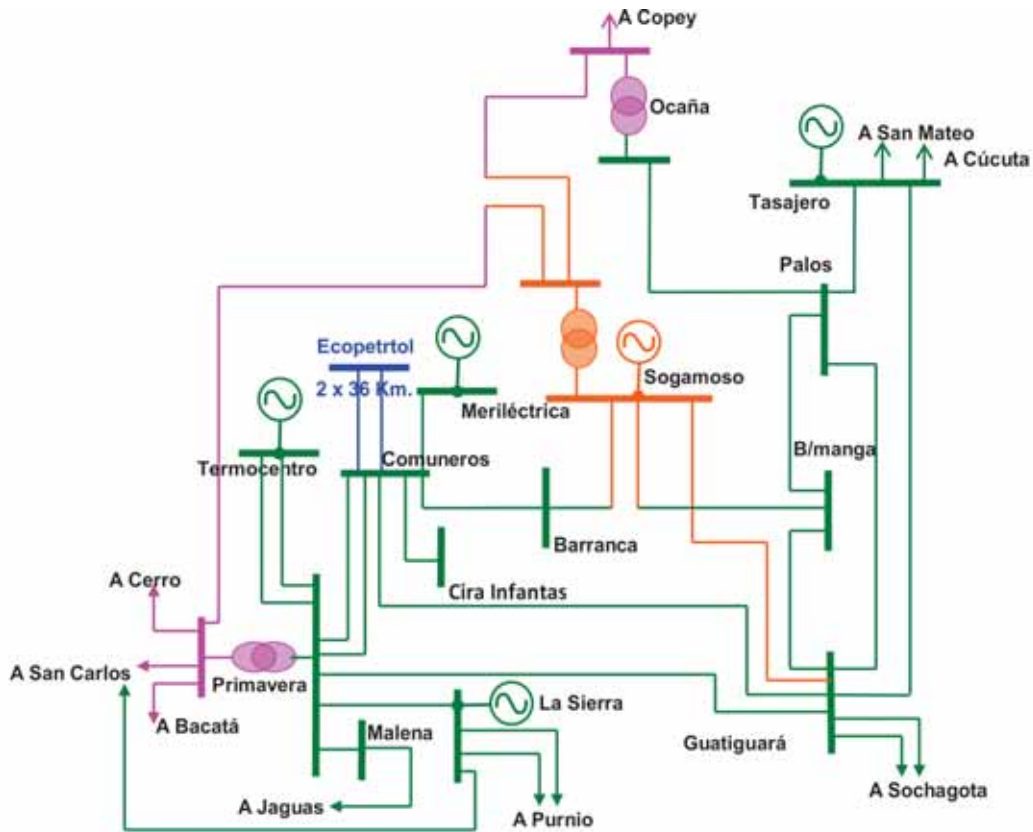 A Copey
Ocaña
A San Mateo
A Cúcuta
Tasajero
Palos
Ecopetrtol
2 x 36 Km.
Sogamoso
Meriléctrica
B/manga
Termocentro
Comuneros
Barranca
A Cerro
Cira Infantas
A San Carlos
Primavera
La Sierra
A Bacatá
Malena
Guatiguará
A Jaguas
A Purnio
A Sochagota